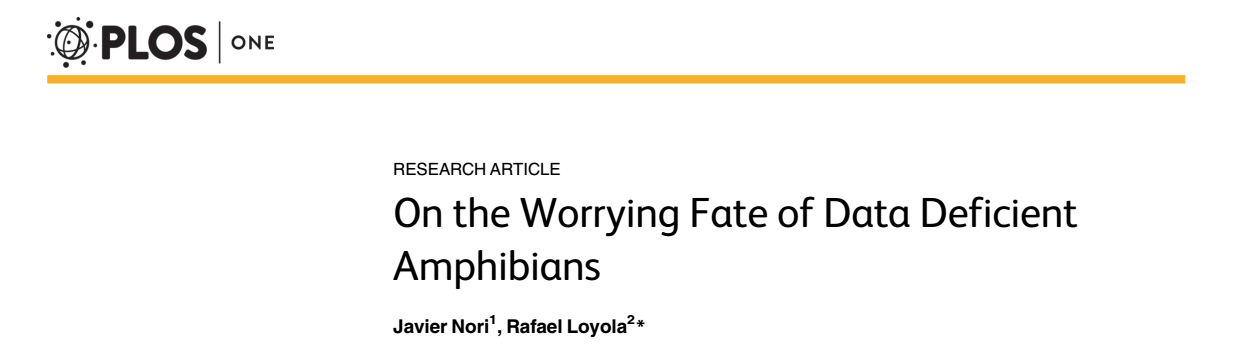 PLOS ONE
RESEARCH ARTICLE
On the Worrying Fate of Data Deficient
Amphibians
Javier Nori1, Rafael Loyola2*